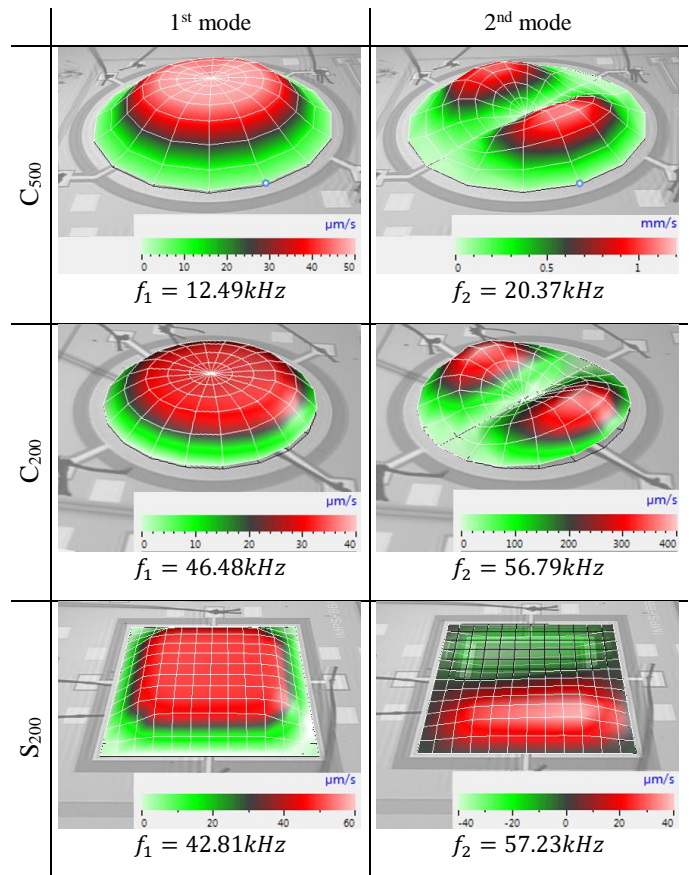 1st mode 2nd mode
C500
µm/s
0 10 20 30 40 50
f1 = 12.49kHz
mm/s
0 0.5 1
f2 = 20.37kHz
C200
µm/s
0 10 20 30 40
f1 = 46.48kHz
µm/s
0 100 200 300 400
f2 = 56.79kHz
S200
µm/s
0 20 40 60
f1 = 42.81kHz
µm/s
-40 -20 0 20 40
f2 = 57.23kHz